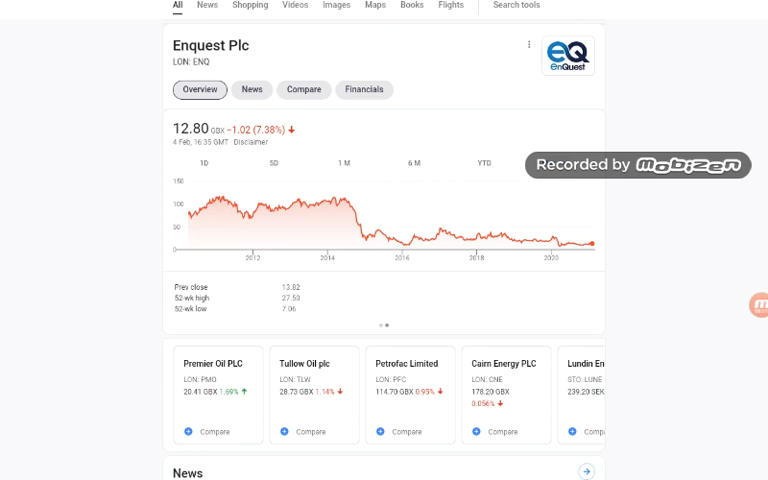 All News Shopping Videos Images Maps Books Flights Search tools
Enquest Plc
LON: ENQ
EnQuest
Overview News Compare Financials
12.80 GBX −1.02 (7.38%)
4 Feb, 16:35 GMT · Disclaimer
1D 5D 1 M 6 M YTD
Recorded by mobizen
150
100
50
0
2012 2014 2016 2018 2020
Prev close 13.82
52-wk high 27.50
52-wk low 7.06
Premier Oil PLC Tullow Oil plc Petrofac Limited Cairn Energy PLC Lundin En
LON: PMO LON: TLW LON: PFC LON: CNE STO: LUNE
20.41 GBX 1.69% 28.73 GBX 1.14% 114.70 GBX 0.95% 178.20 GBX 239.20 SEK
0.056%
Compare Compare Compare Compare Comp
News